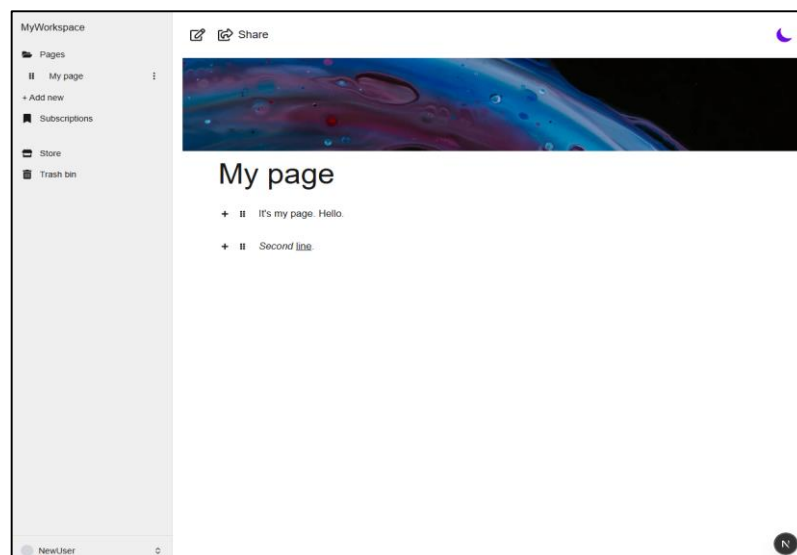 MyWorkspace
Pages
My page
+ Add new
Subscriptions
Store
Trash bin
NewUser
Share
My page
It's my page. Hello.
Second line.
N